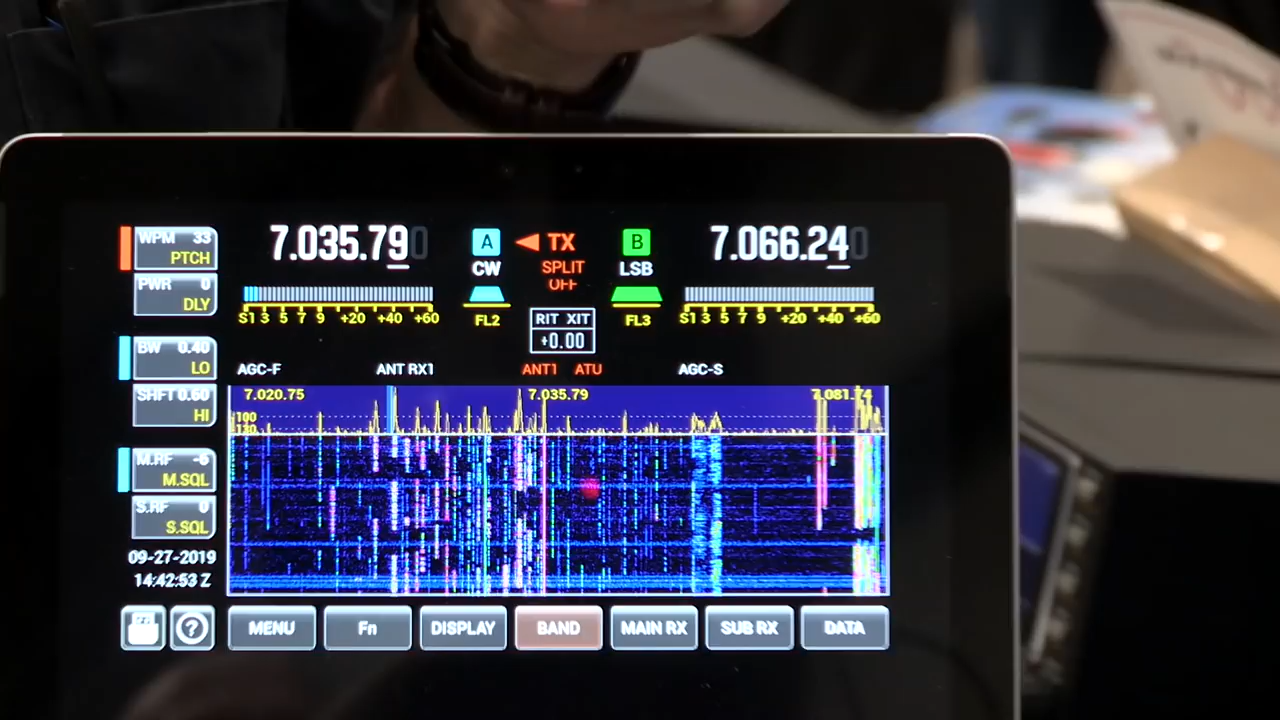 WPM 33
PTCH
PWR 0
DLY
BW 0.40
LO
SHFT 0.60
HI
M.RF -6
M.SQL
S.RF 0
S.SQL
09-27-2019
14:42:53 Z
7.035.790
A
TX
B
7.066.240
CW
SPLIT
OFF
LSB
S1 3 5 7 9 +20 +40 +60
FL2
FL3
S1 3 5 7 9 +20 +40 +60
RIT XIT
+0.00
AGC-F
ANT RX1
ANT1
ATU
AGC-S
7.020.75
7.035.79
-100
MENU
Fn
DISPLAY
BAND
MAIN RX
SUB RX
DATA
?